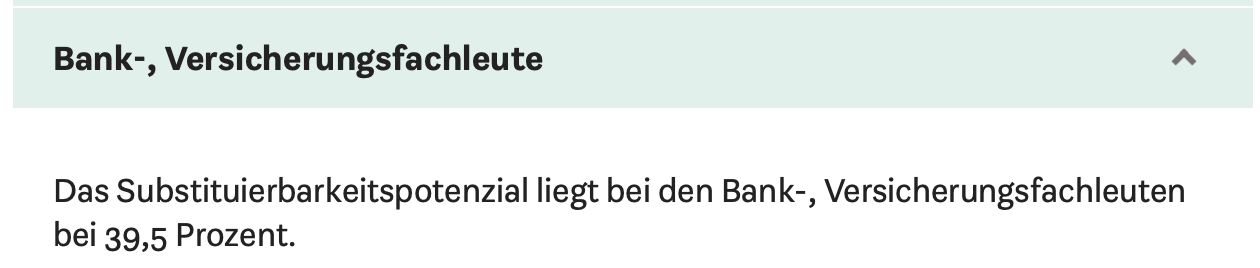 Bank-, Versicherungsfachleute
Das Substituierbarkeitspotenzial liegt bei den Bank-, Versicherungsfachleuten
bei 39,5 Prozent.